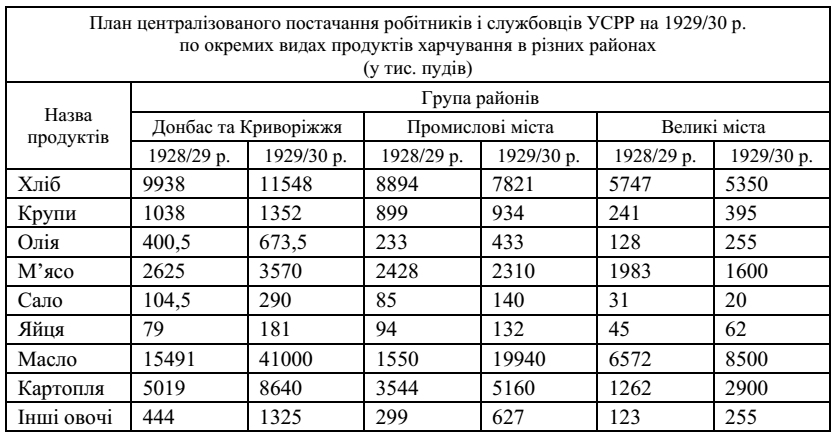 План централізованого постачання робітників і службовців УСРР на 1929/30 р.
по окремих видах продуктів харчування в різних районах
(у тис. пудів)
Назва продуктів Група районів
Донбас та Криворіжжя Промислові міста Великі міста
1928/29 р. 1929/30 р. 1928/29 р. 1929/30 р. 1928/29 р. 1929/30 р.
Хліб 9938 11548 8894 7821 5747 5350
Крупи 1038 1352 899 934 241 395
Олія 400,5 673,5 233 433 128 255
М’ясо 2625 3570 2428 2310 1983 1600
Сало 104,5 290 85 140 31 20
Яйця 79 181 94 132 45 62
Масло 15491 41000 1550 19940 6572 8500
Картопля 5019 8640 3544 5160 1262 2900
Інші овочі 444 1325 299 627 123 255